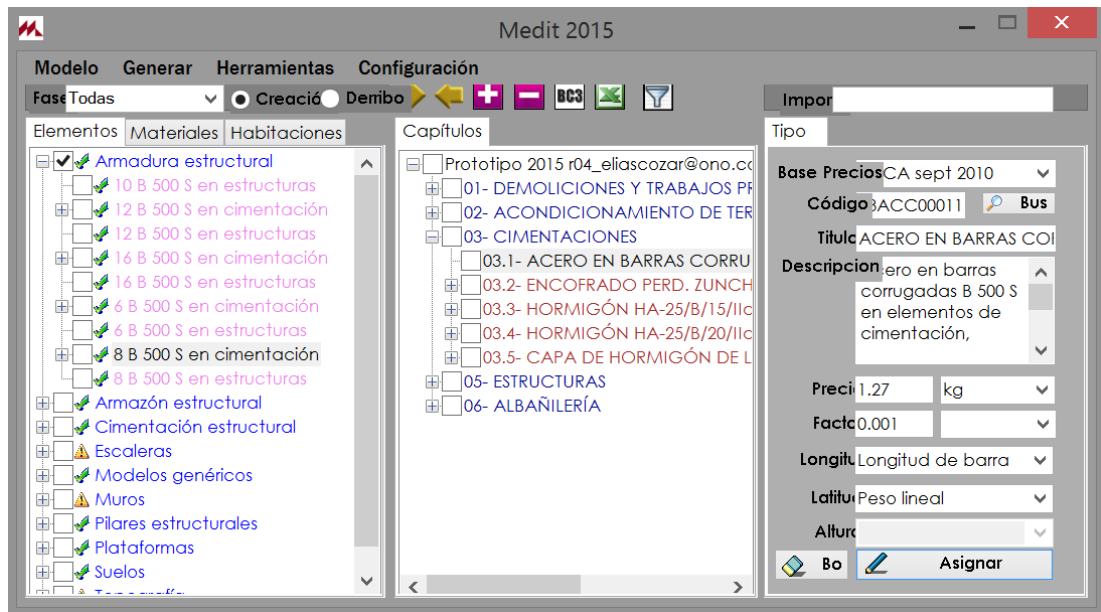 Medit 2015
Modelo Generar Herramientas Configuración
Fase Todas Creació Derribo BC3 Impor
Elementos Materiales Habitaciones
Armadura estructural
10 B 500 S en estructuras
12 B 500 S en cimentación
12 B 500 S en estructuras
16 B 500 S en cimentación
16 B 500 S en estructuras
6 B 500 S en cimentación
6 B 500 S en estructuras
8 B 500 S en cimentación
8 B 500 S en estructuras
Armazón estructural
Cimentación estructural
Escaleras
Modelos genéricos
Muros
Pilares estructurales
Plataformas
Suelos
Capítulos
Prototipo 2015 r04_eliascozar@ono.co
01- DEMOLICIONES Y TRABAJOS PR
02- ACONDICIONAMIENTO DE TER
03- CIMENTACIONES
03.1- ACERO EN BARRAS CORRU
03.2- ENCOFRADO PERD. ZUNCH
03.3- HORMIGÓN HA-25/B/15/IIa
03.4- HORMIGÓN HA-25/B/20/IIa
03.5- CAPA DE HORMIGÓN DE L
05- ESTRUCTURAS
06- ALBAÑILERÍA
Tipo
Base Precios CA sept 2010
Código BACC00011 Bus
Titulo ACERO EN BARRAS COR
Descripcion ero en barras
corrugadas B 500 S
en elementos de
cimentación,
Preci 1.27 kg
Facto 0.001
Longitu Longitud de barra
Latitu Peso lineal
Altura
Bo Asignar